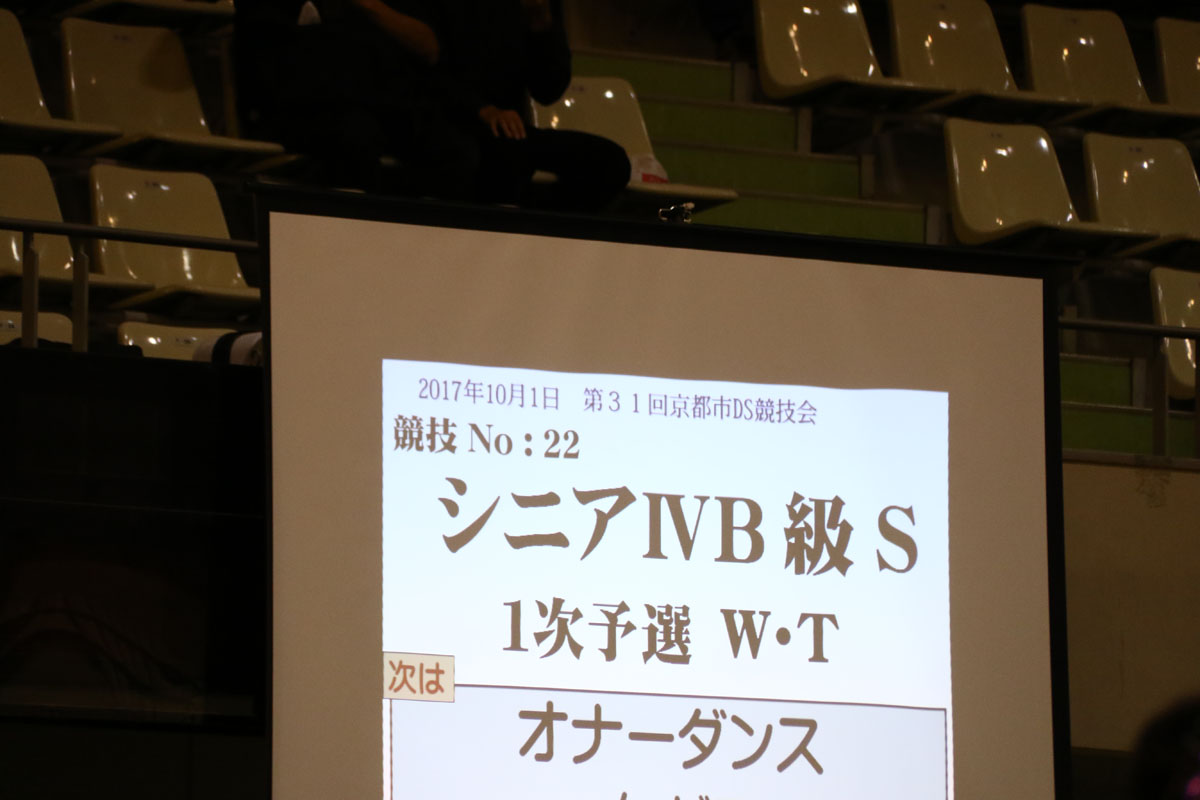 2017年10月1日　第３１回京都市DS競技会
競技 No : 22
シニアⅣB 級 S
1次予選 W・T
次は
オナーダンス